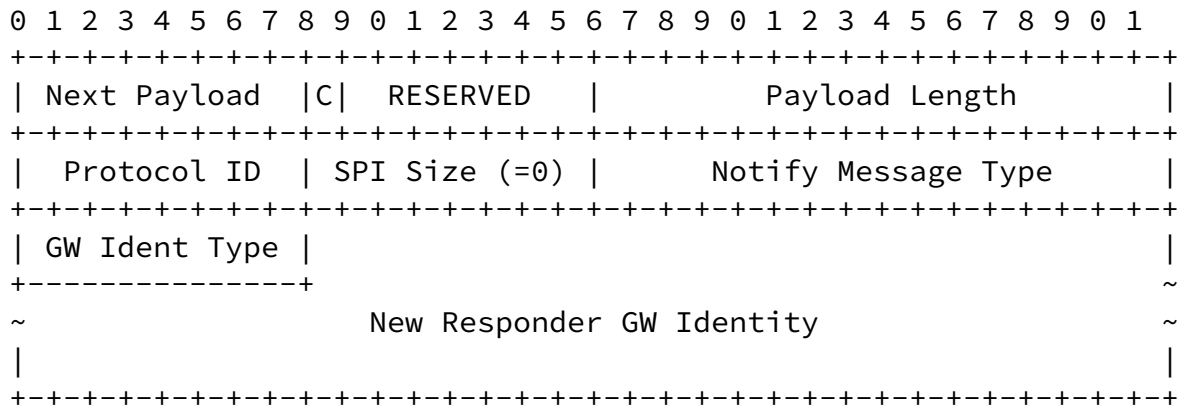 0 1 2 3 4 5 6 7 8 9 0 1 2 3 4 5 6 7 8 9 0 1 2 3 4 5 6 7 8 9 0 1
+-+-+-+-+-+-+-+-+-+-+-+-+-+-+-+-+-+-+-+-+-+-+-+-+-+-+-+-+-+-+-+-+
| Next Payload  |C|  RESERVED   |         Payload Length        |
+-+-+-+-+-+-+-+-+-+-+-+-+-+-+-+-+-+-+-+-+-+-+-+-+-+-+-+-+-+-+-+-+
|  Protocol ID  | SPI Size (=0) |      Notify Message Type      |
+-+-+-+-+-+-+-+-+-+-+-+-+-+-+-+-+-+-+-+-+-+-+-+-+-+-+-+-+-+-+-+-+
| GW Ident Type |                                               |
+---------------+                                               ~
~                   New Responder GW Identity                   ~
|                                                               |
+-+-+-+-+-+-+-+-+-+-+-+-+-+-+-+-+-+-+-+-+-+-+-+-+-+-+-+-+-+-+-+-+